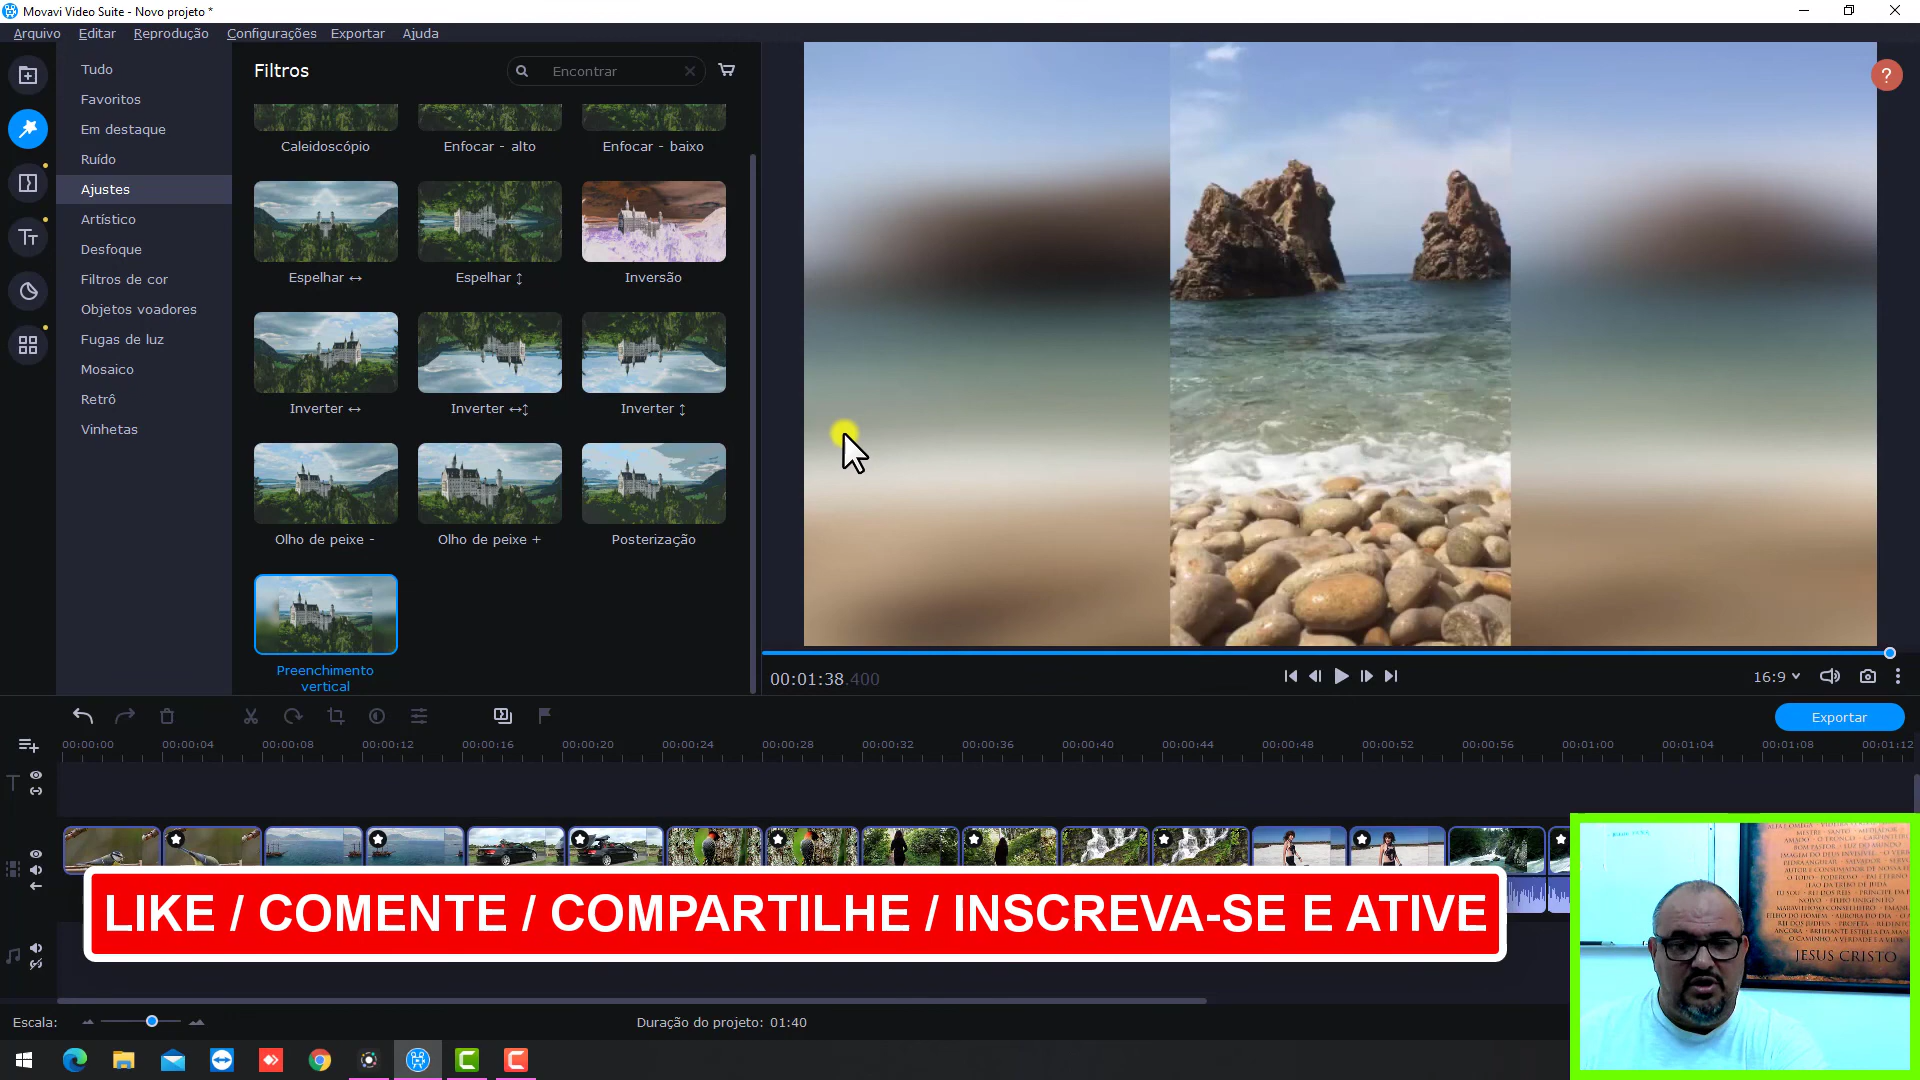 Movavi Video Suite - Novo projeto *
Arquivo Editar Reprodução Configurações Exportar Ajuda
Tudo
Favoritos
Em destaque
Ruído
Ajustes
Artístico
Desfoque
Filtros de cor
Objetos voadores
Fugas de luz
Mosaico
Retrô
Vinhetas
Filtros
Encontrar
Caleidoscópio Enfocar - alto Enfocar - baixo
Espelhar ↔ Espelhar ↕ Inversão
Inverter ↔ Inverter ↔↕ Inverter ↕
Olho de peixe - Olho de peixe + Posterização
Preenchimento
vertical
?
00:01:38.400
16:9
Exportar
00:00:00 00:00:04 00:00:08 00:00:12 00:00:16 00:00:20 00:00:24 00:00:28 00:00:32 00:00:36 00:00:40 00:00:44 00:00:48 00:00:52 00:00:56 00:01:00 00:01:04 00:01:08 00:01:12
LIKE / COMENTE / COMPARTILHE / INSCREVA-SE E ATIVE
JESUS CRISTO
Escala:
Duração do projeto: 01:40